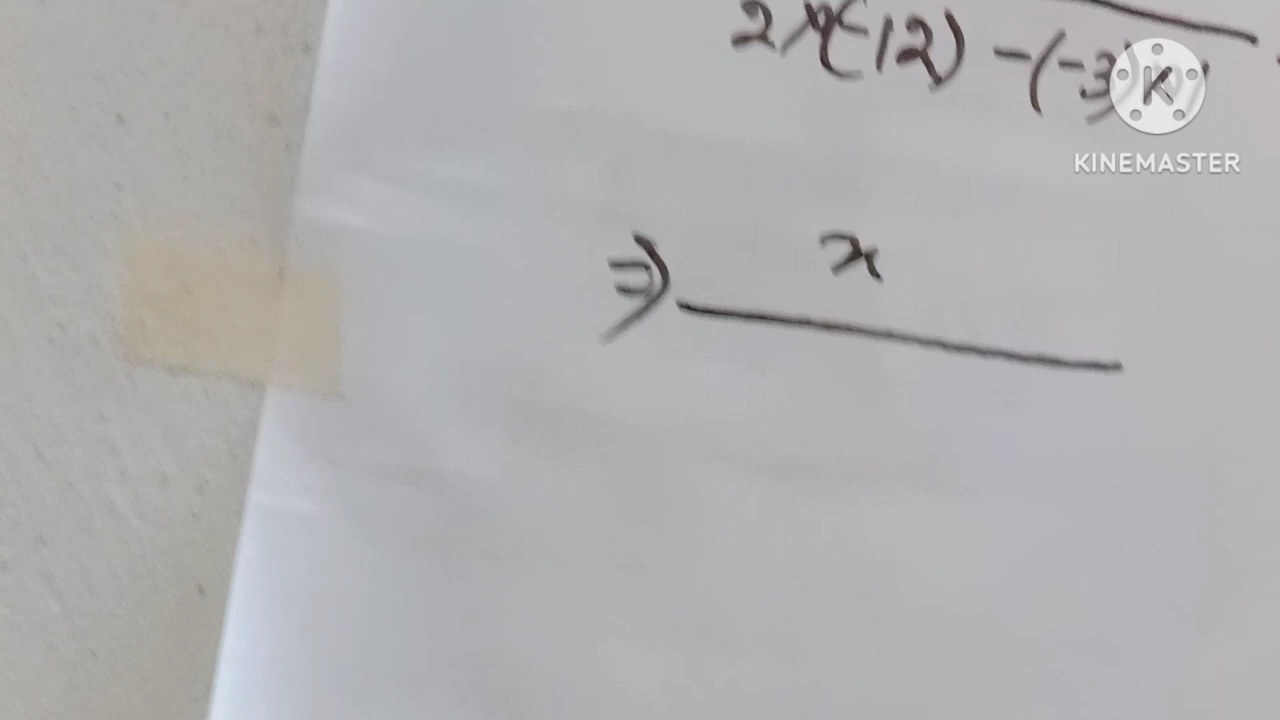 2×(-12) -(-3)
KINEMASTER
⇒ x